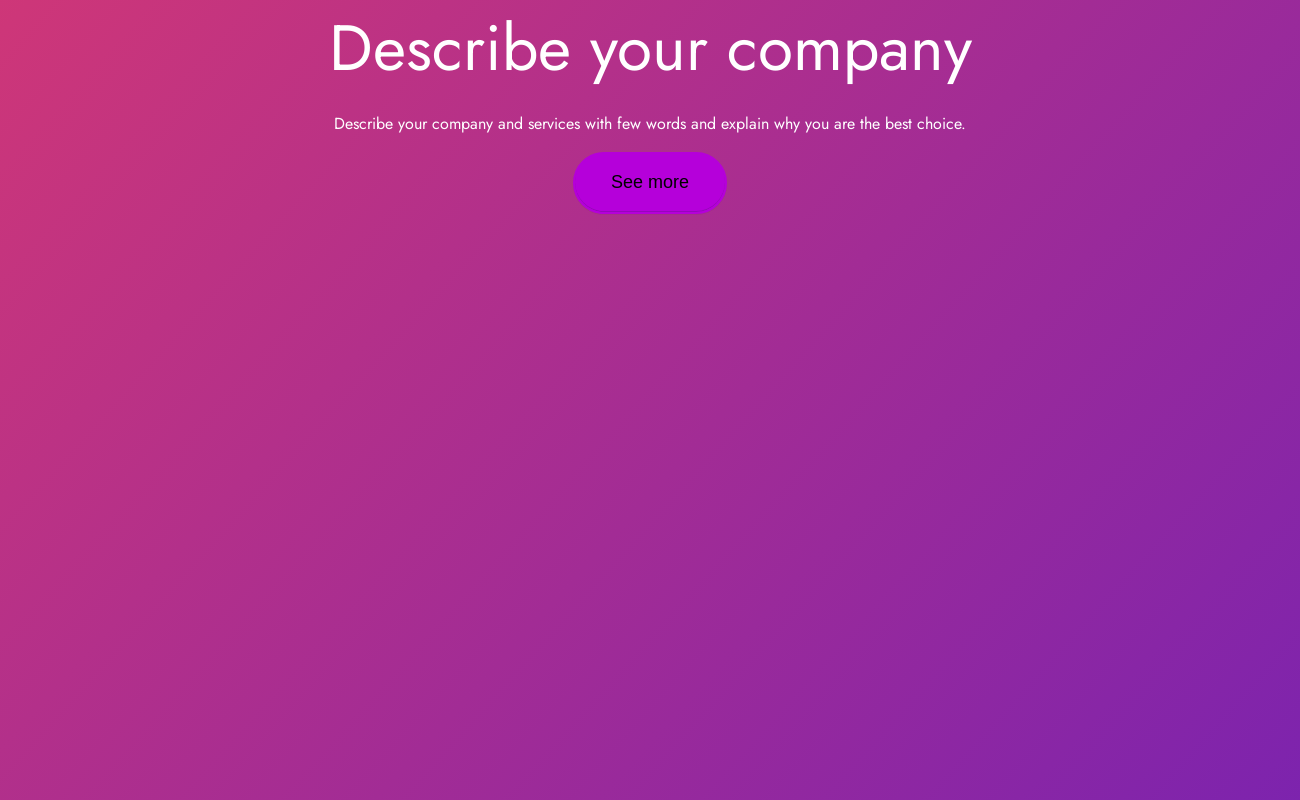 Describe your company
Describe your company and services with few words and explain why you are the best choice.
See more